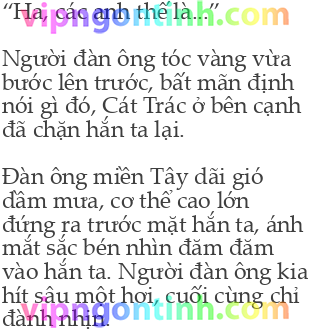 “Ha, các anh thế là...”
vipngontinh.com
Người đàn ông tóc vàng vừa
bước lên trước, bất mãn định
nói gì đó, Cát Trác ở bên cạnh
đã chặn hắn ta lại.
Đàn ông miền Tây dãi gió
dầm mưa, cơ thể cao lớn
đứng ra trước mặt hắn ta, ánh
mắt sắc bén nhìn đăm đăm
vào hắn ta. Người đàn ông kia
hít sâu một hơi, cuối cùng chỉ
đành nhịn.
vipngontinh.com